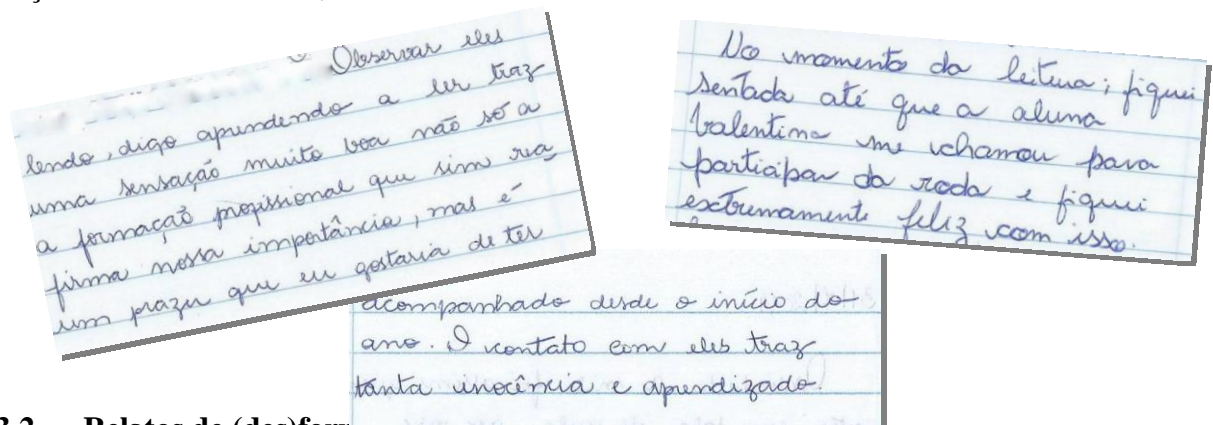 Observar eles
lendo, digo aprendendo a ler traz
uma sensação muito boa não só a
a formação profissional que sim rea
firma nossa importância, mas é
um prazer que eu gostaria de ter
acompanhado desde o início do
ano. O contato com eles traz
tanta inocência e aprendizado.
No momento da leitura; fiquei
sentada até que a aluna
Valentina me chamou para
participar da roda e fiquei
extremamente feliz com isso.
Relatos de